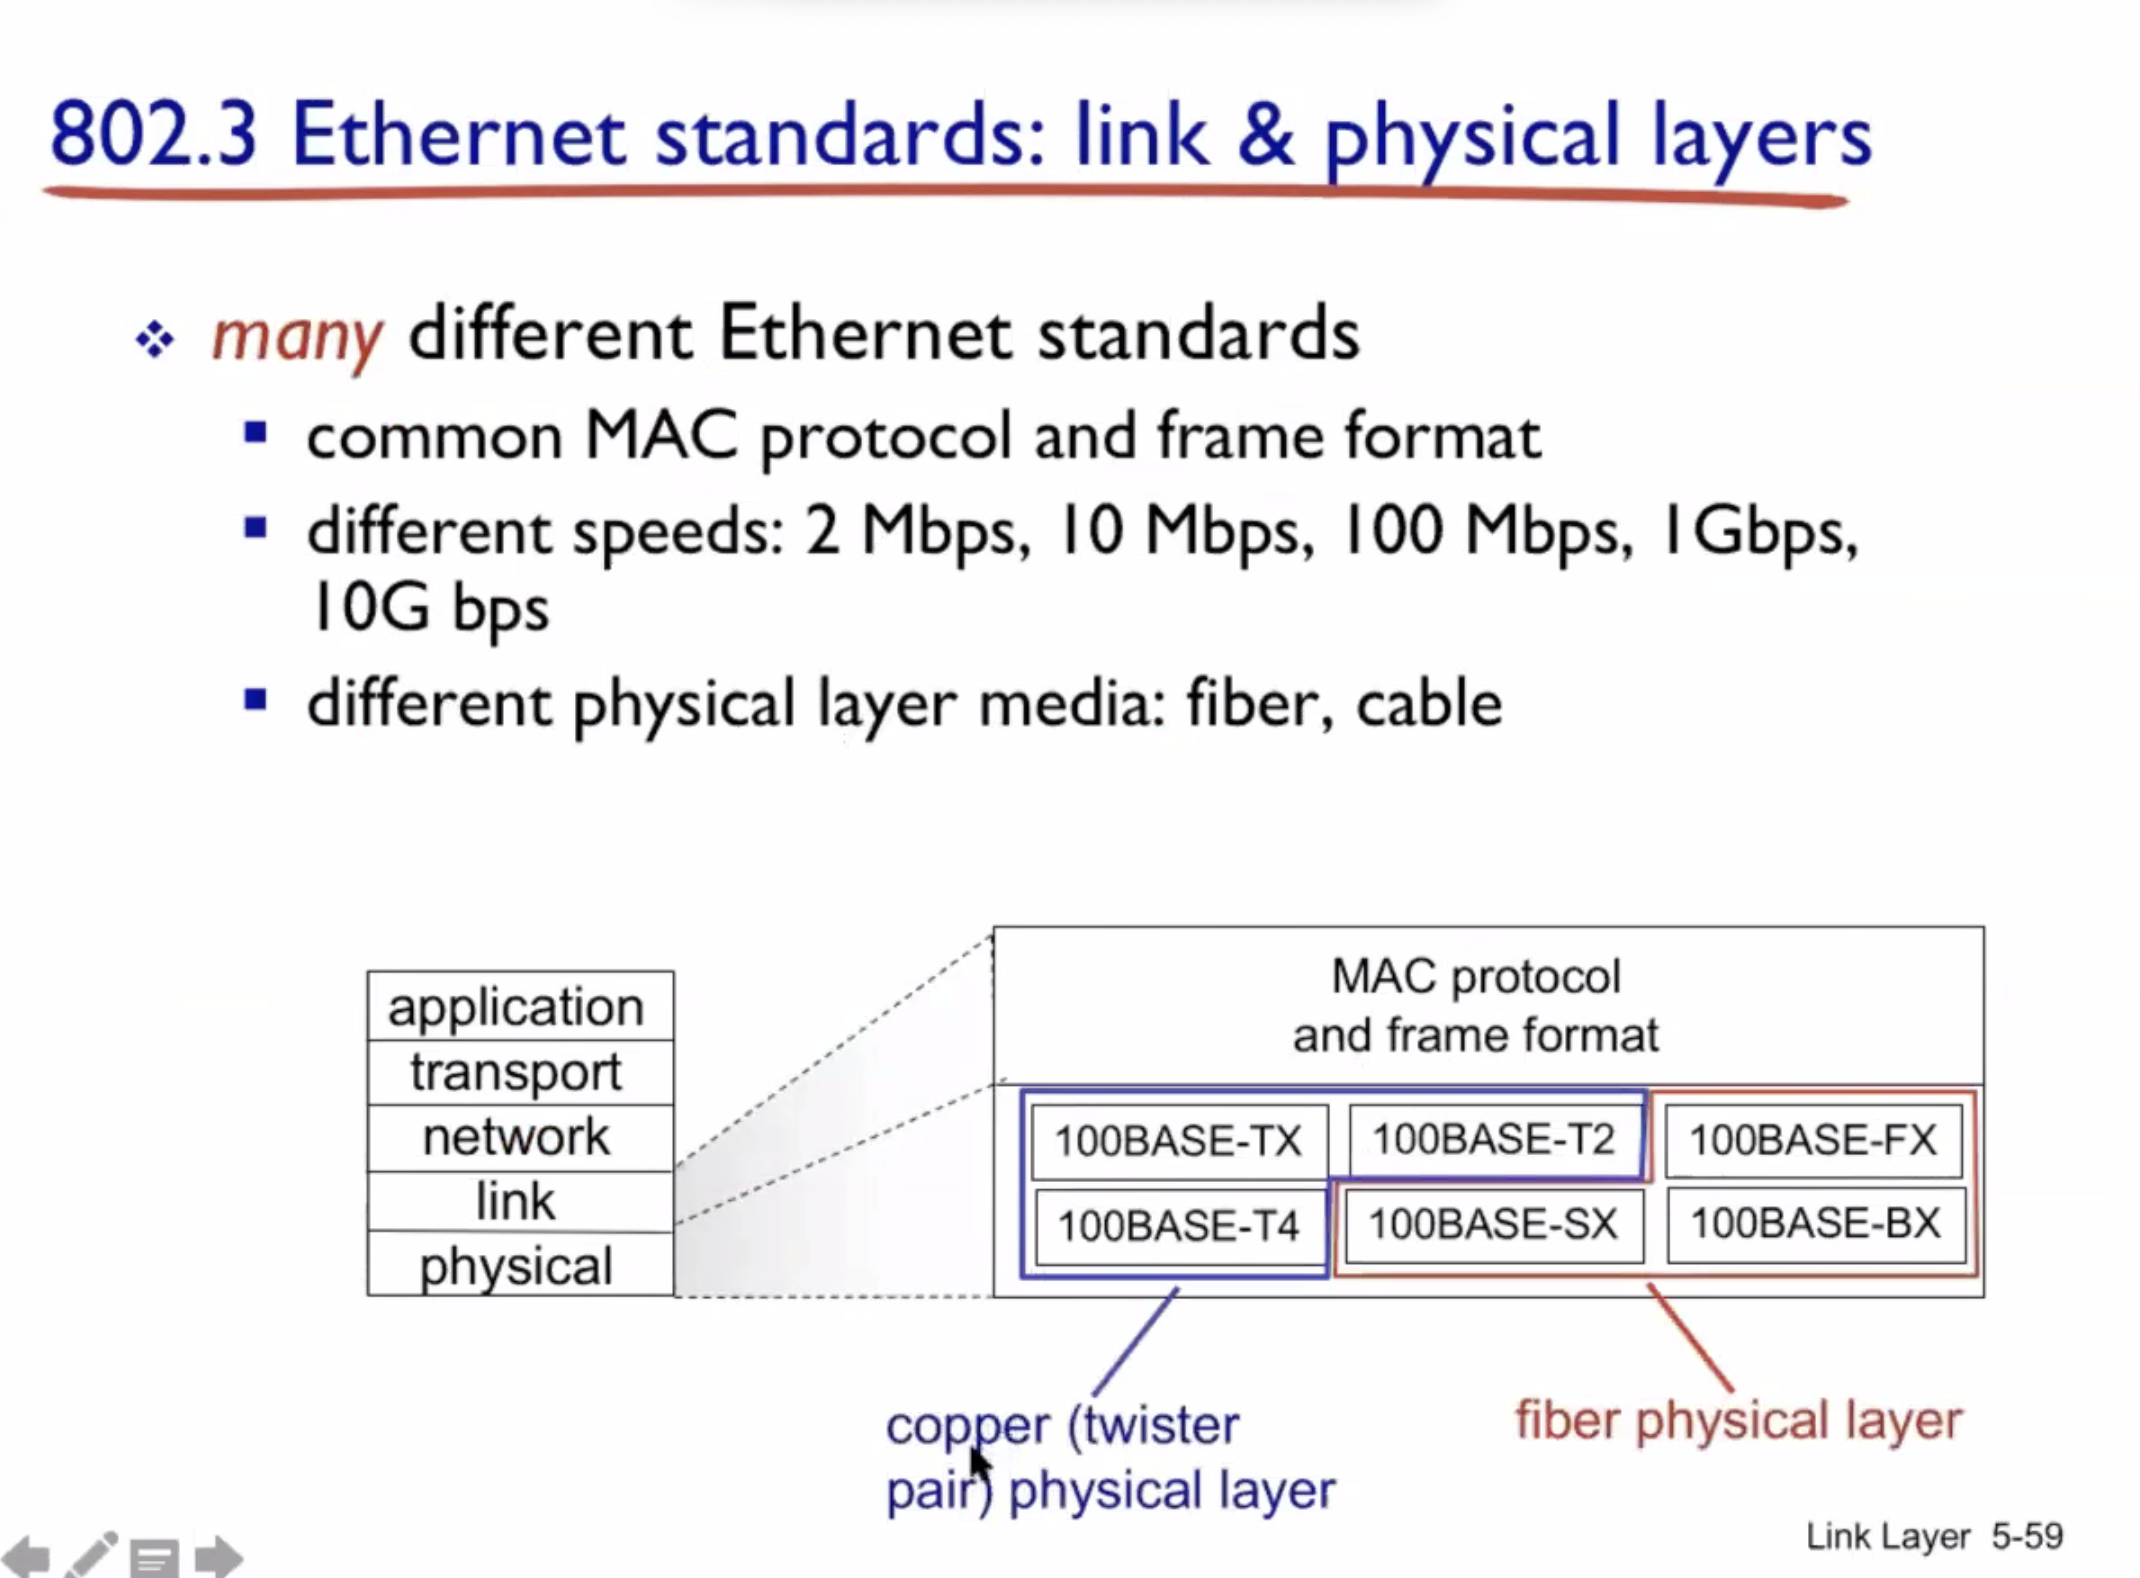 802.3 Ethernet standards: link & physical layers
many different Ethernet standards
common MAC protocol and frame format
different speeds: 2 Mbps, 10 Mbps, 100 Mbps, 1Gbps,
10G bps
different physical layer media: fiber, cable
application
transport
network
link
physical
MAC protocol
and frame format
100BASE-TX
100BASE-T2
100BASE-FX
100BASE-T4
100BASE-SX
100BASE-BX
copper (twister
pair) physical layer
fiber physical layer
Link Layer 5-59